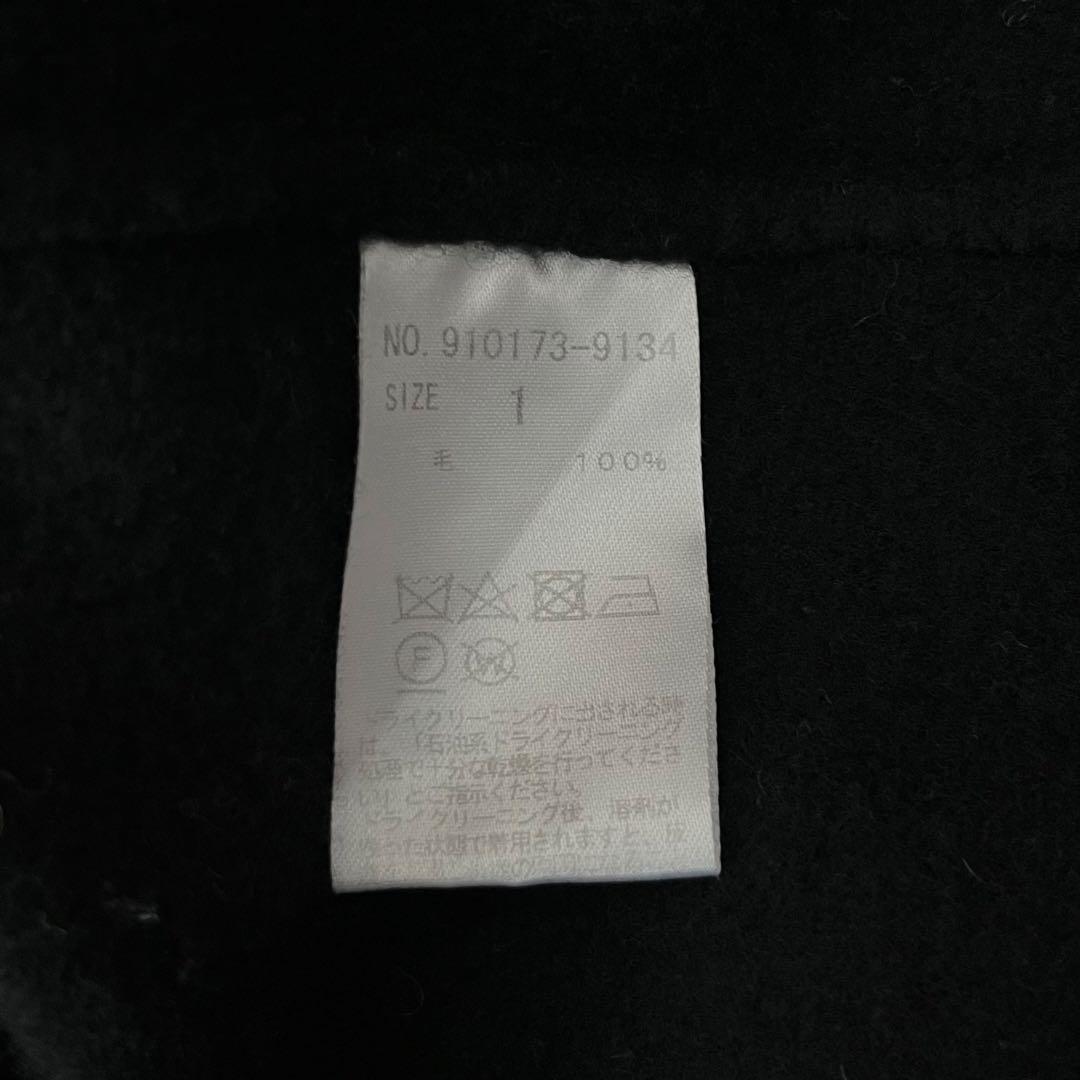 NO. 910173-9134
SIZE 1
毛 100%
F
W
ドライクリーニングに出される時
は、「石油系ドライクリーニング
処理で十分な乾燥を行ってくださ
い」とご指示ください。
ドライクリーニング後、溶剤が
残った状態で着用されますと、皮